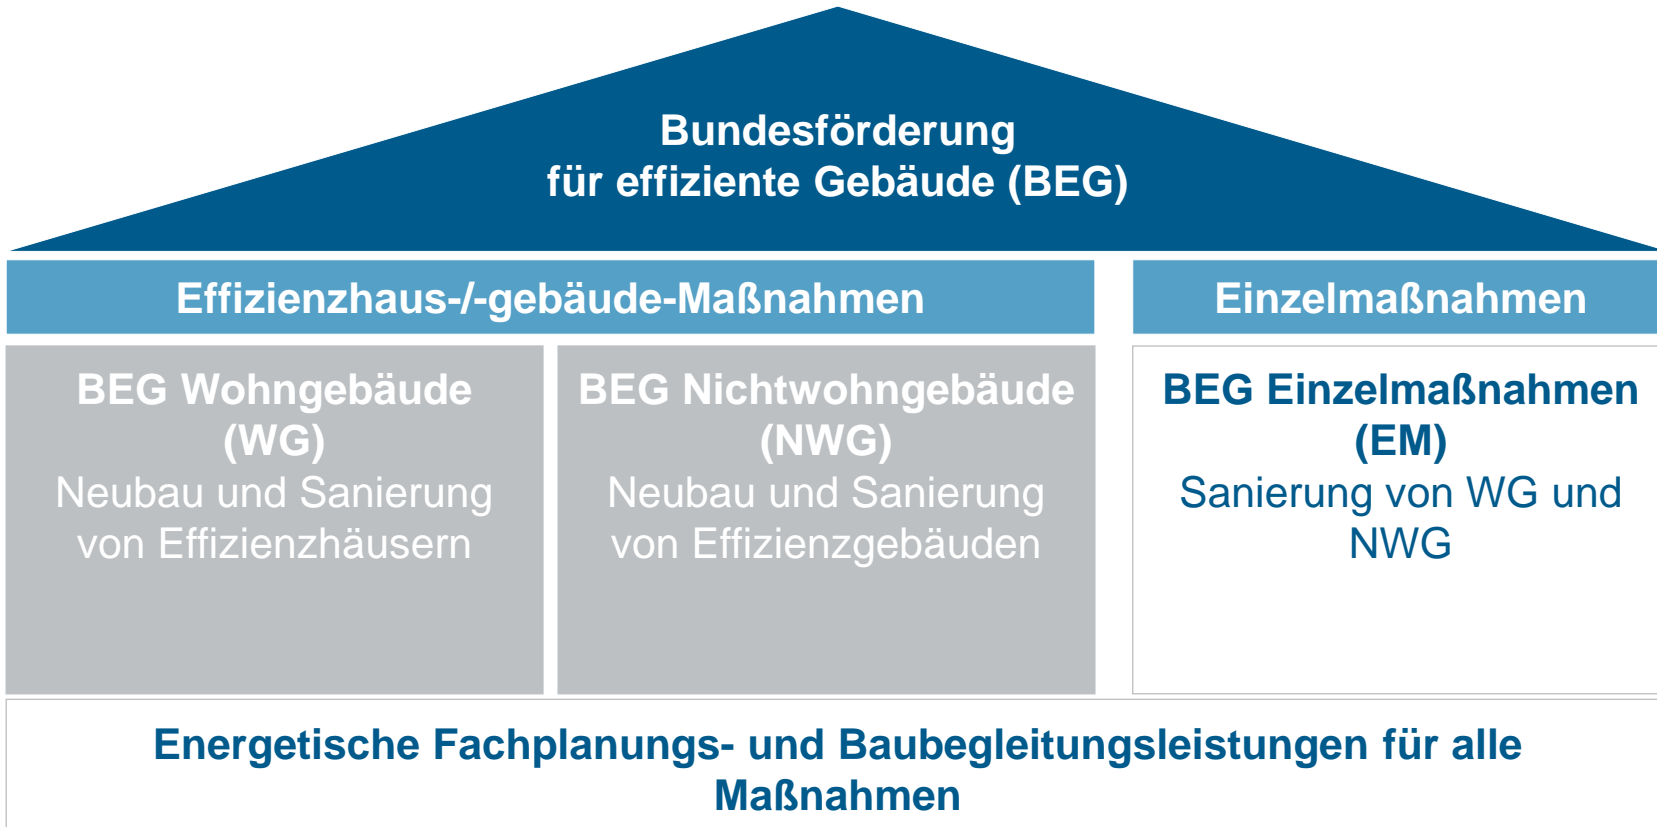 Bundesförderung
für effiziente Gebäude (BEG)
Effizienzhaus-/-gebäude-Maßnahmen
Einzelmaßnahmen
BEG Wohngebäude
(WG)
Neubau und Sanierung
von Effizienzhäusern
BEG Nichtwohngebäude
(NWG)
Neubau und Sanierung
von Effizienzgebäuden
BEG Einzelmaßnahmen
(EM)
Sanierung von WG und
NWG
Energetische Fachplanungs- und Baubegleitungsleistungen für alle
Maßnahmen